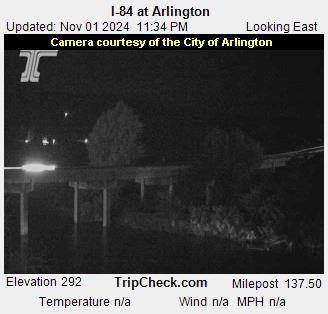 I-84 at Arlington
Updated: Nov 01 2024 11:34 PM Looking East
Camera courtesy of the City of Arlington
Elevation 292 TripCheck.com Milepost 137.50
Temperature n/a Wind n/a MPH n/a